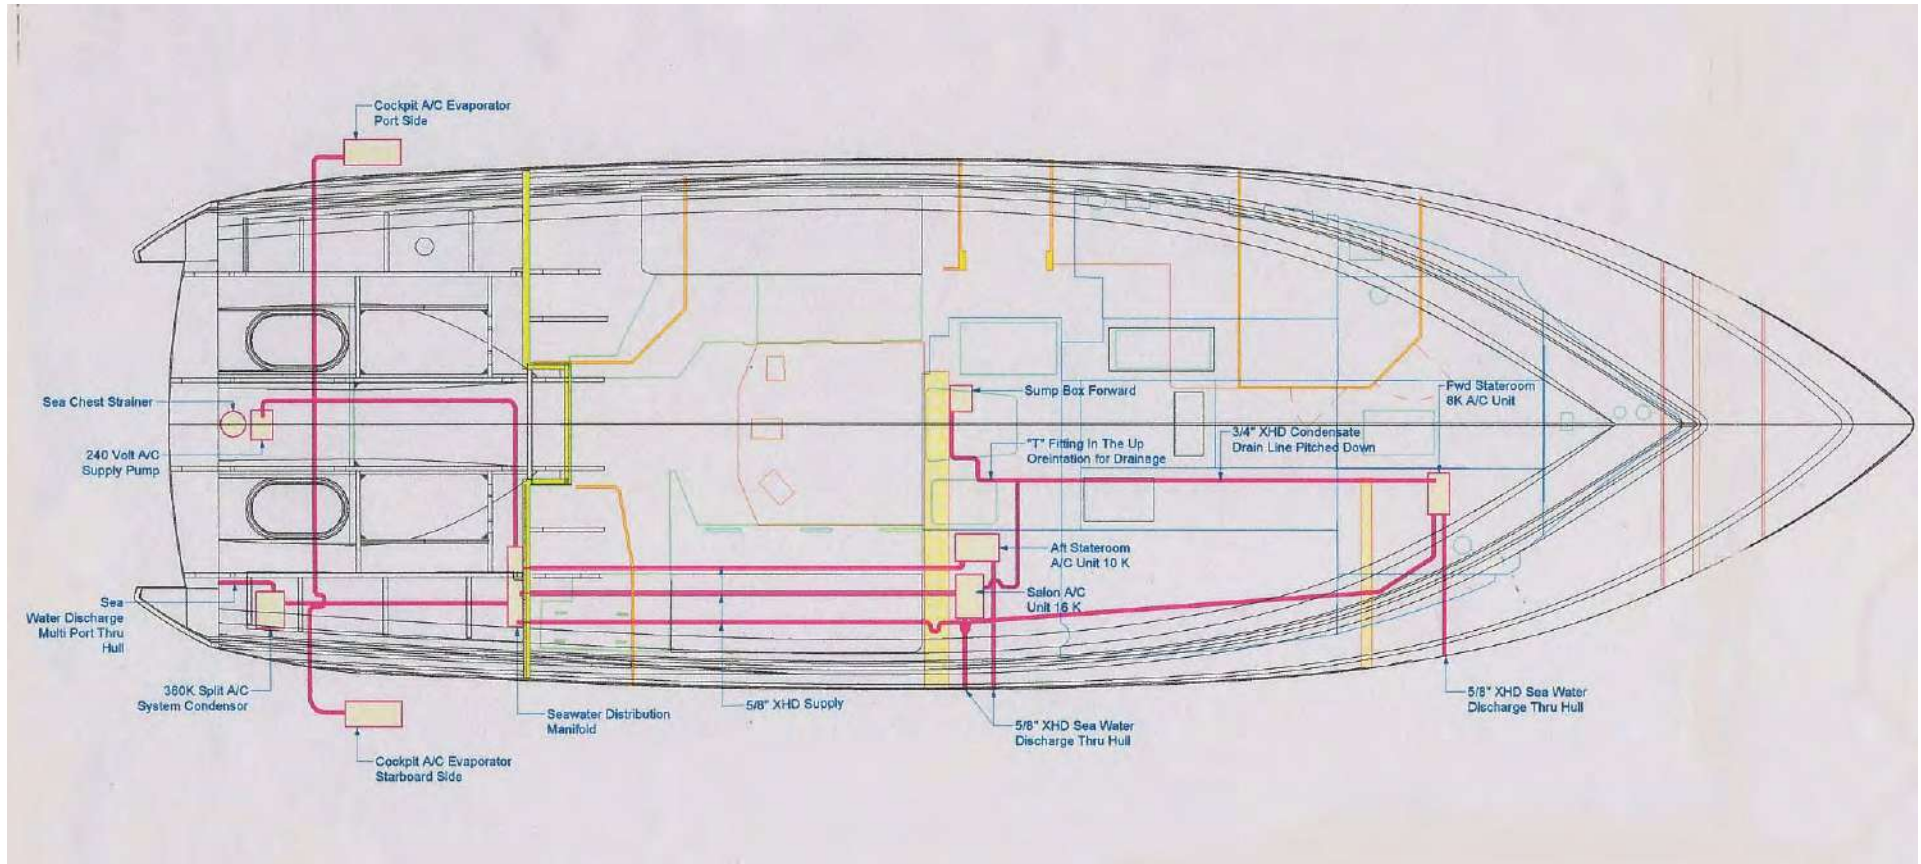 Cockpit A/C Evaporator
Port Side
Sea Chest Strainer
240 Volt A/C
Supply Pump
Sump Box Forward
Fwd Stateroom
8K A/C Unit
"T" Fitting In The Up
Oreintation for Drainage
3/4" XHD Condensate
Drain Line Pitched Down
Aft Stateroom
A/C Unit 10 K
Salon A/C
Unit 16 K
Sea
Water Discharge
Multi Port Thru
Hull
360K Split A/C
System Condensor
Seawater Distribution
Manifold
5/8" XHD Supply
5/8" XHD Sea Water
Discharge Thru Hull
5/8" XHD Sea Water
Discharge Thru Hull
Cockpit A/C Evaporator
Starboard Side